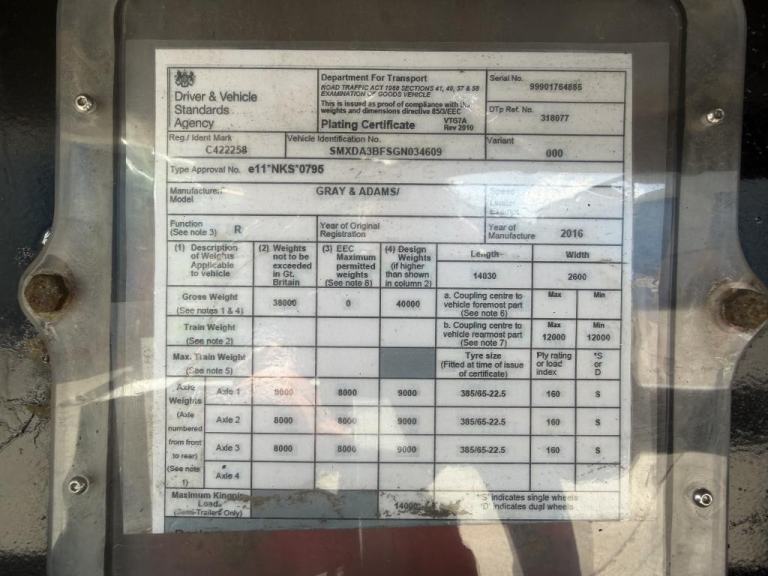 Driver & Vehicle
Standards
Agency
Department For Transport
ROAD TRAFFIC ACT 1988 SECTIONS 41, 49, 57 & 58
EXAMINATION OF GOODS VEHICLE
This is issued as proof of compliance with the
weights and dimensions directive 85/3/EEC
Plating Certificate
VTG7A
Rev 2010
Serial No.
99901764885
DTp Ref. No.
318077
Reg./ Ident Mark
C422258
Vehicle Identification No.
SMXDA3BFSGN034609
Variant
000
Type Approval No. e11*NKS*0795
Manufacturer/
Model
GRAY & ADAMS/
Speed
Function
(See note 3) R
Year of Original
Registration
Year of
Manufacture 2016
(1) Description
of Weights
Applicable
to vehicle
(2) Weights
not to be
exceeded
in Gt.
Britain
(3) EEC
Maximum
permitted
weights
(See note 8)
(4) Design
Weights
(if higher
than shown
in column 2)
Length
Width
14030
2600
Gross Weight
(See notes 1 & 4)
38000
0
40000
a. Coupling centre to
vehicle foremost part
(See note 6)
Max
Min
Train Weight
(See note 2)
b. Coupling centre to
vehicle rearmost part
(See note 7)
Max
12000
Min
12000
Max. Train Weight
(See note 5)
Tyre size
(Fitted at time of issue
of certificate)
Ply rating
or load
index
*S
or
D
Axle
Weights
(Axle
numbered
from front
to rear)
(See note
1)
Axle 1
8000
9000
385/65-22.5
160
S
Axle 2
8000
8000
9000
385/65-22.5
160
S
Axle 3
8000
8000
9000
385/65-22.5
160
S
Axle 4
Maximum Kingpin
Load
(Semi-Trailers Only)
14000
'S' indicates single wheels
'D' indicates dual wheels